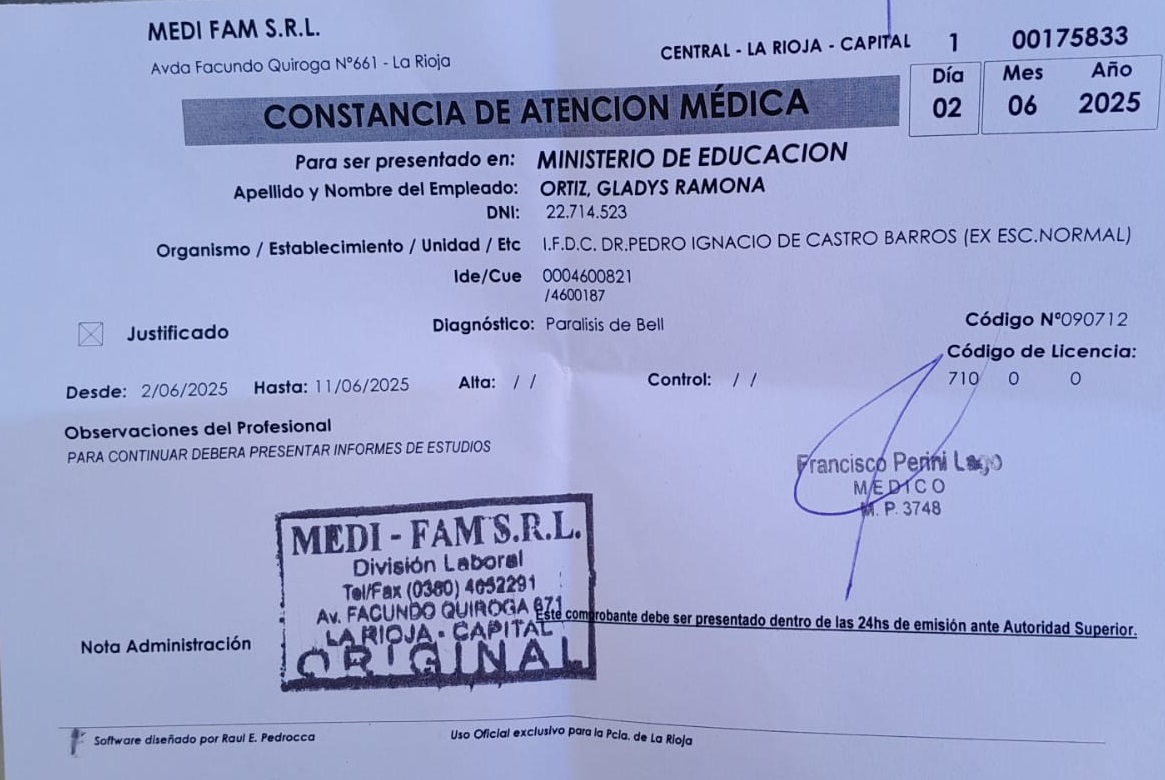 MEDI FAM S.R.L.
Avda Facundo Quiroga Nº661 - La Rioja
CENTRAL - LA RIOJA - CAPITAL 1 00175833
Día Mes Año
02 06 2025
CONSTANCIA DE ATENCION MÉDICA
Para ser presentado en: MINISTERIO DE EDUCACION
Apellido y Nombre del Empleado: ORTIZ, GLADYS RAMONA
DNI: 22.714.523
Organismo / Establecimiento / Unidad / Etc I.F.D.C. DR.PEDRO IGNACIO DE CASTRO BARROS (EX ESC.NORMAL)
Ide/Cue 0004600821
/4600187
Justificado Diagnóstico: Paralisis de Bell Código Nº090712
Código de Licencia:
710 0 0
Desde: 2/06/2025 Hasta: 11/06/2025 Alta: / / Control: / /
Observaciones del Profesional
PARA CONTINUAR DEBERA PRESENTAR INFORMES DE ESTUDIOS
Francisco Perini Lago
MEDICO
M. P. 3748
MEDI - FAM S.R.L.
División Laboral
Tel/Fax (0380) 4652291
Av. FACUNDO QUIROGA 671
LA RIOJA - CAPITAL
ORIGINAL
Este comprobante debe ser presentado dentro de las 24hs de emisión ante Autoridad Superior.
Nota Administración
Software diseñado por Raul E. Pedrocca
Uso Oficial exclusivo para la Pcia. de La Rioja